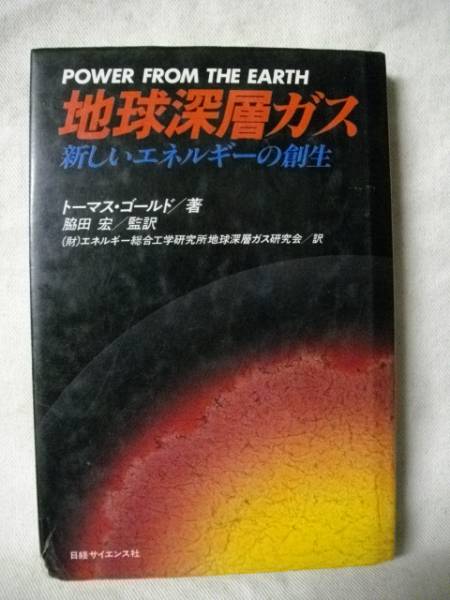 POWER FROM THE EARTH
地球深層ガス
新しいエネルギーの創生
トーマス・ゴールド/著
脇田 宏/監訳
(財)エネルギー総合工学研究所地球深層ガス研究会/訳
日経サイエンス社